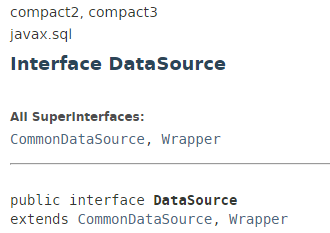 compact2, compact3
javax.sql
Interface DataSource
All SuperInterfaces:
CommonDataSource, Wrapper
public interface DataSource
extends CommonDataSource, Wrapper